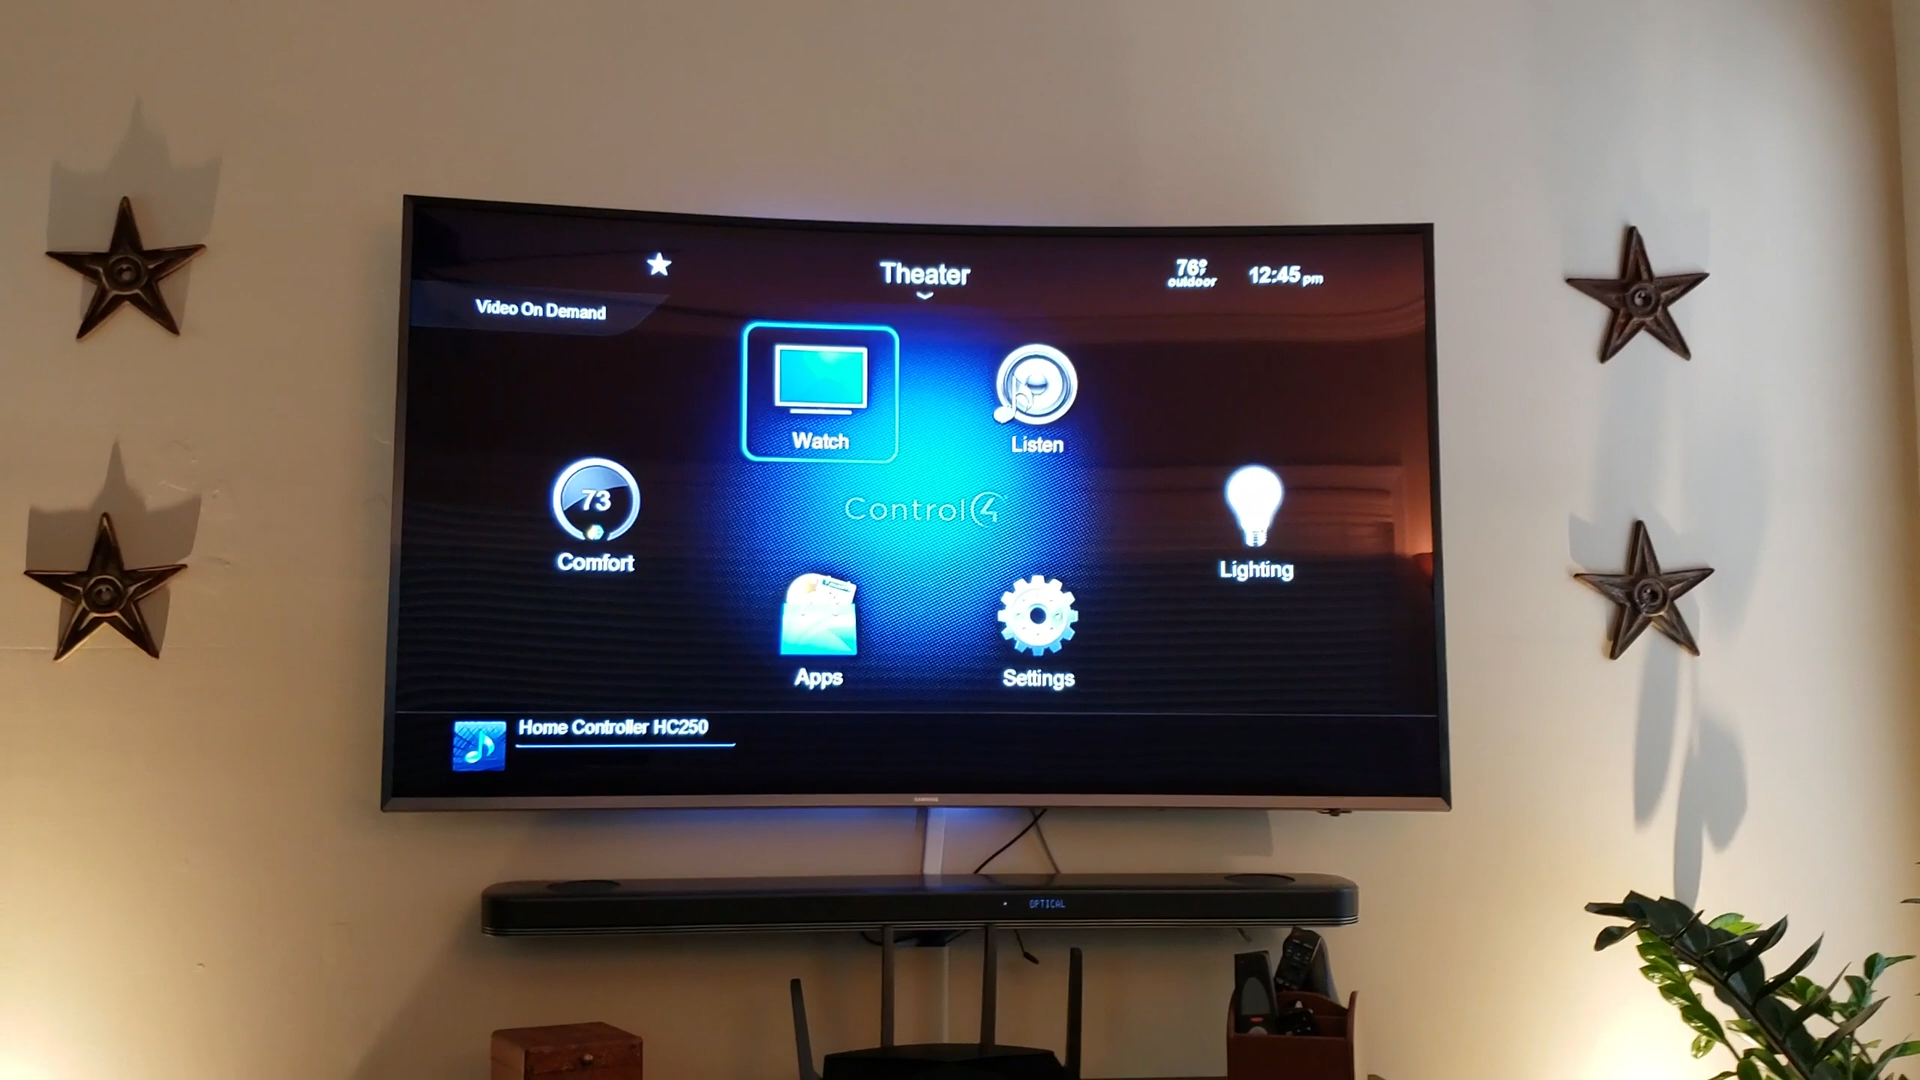 Theater
76°F
outdoor
12:45 pm
Video On Demand
Watch
Listen
73
Comfort
Control4
Lighting
Apps
Settings
Home Controller HC250
SAMSUNG
OPTICAL